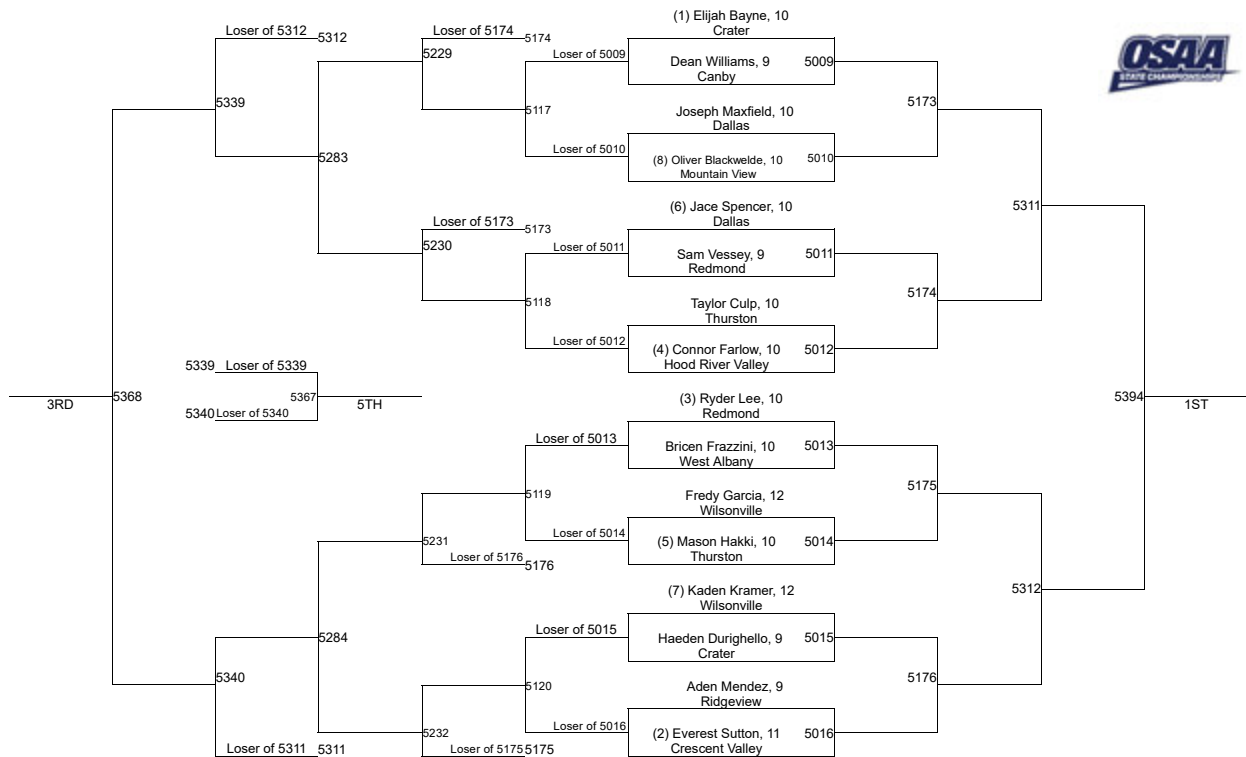 (1) Elijah Bayne, 10
Crater
Loser of 5312 5312
Loser of 5174 5174
OSAA
STATE CHAMPIONSHIPS
5229
Loser of 5009
Dean Williams, 9 5009
Canby
5339
5117
5173
Joseph Maxfield, 10
Dallas
5283
Loser of 5010
(8) Oliver Blackwelde, 10 5010
Mountain View
(6) Jace Spencer, 10
Dallas
5311
Loser of 5173 5173
5230
Loser of 5011
Sam Vessey, 9 5011
Redmond
5118
5174
Taylor Culp, 10
Thurston
Loser of 5012
(4) Connor Farlow, 10 5012
Hood River Valley
5339 Loser of 5339
3RD
5368
5367
5TH
(3) Ryder Lee, 10
Redmond
5394
1ST
5340 Loser of 5340
Loser of 5013
Bricen Frazzini, 10 5013
West Albany
5119
5175
Fredy Garcia, 12
Wilsonville
5231
Loser of 5014
(5) Mason Hakki, 10 5014
Thurston
Loser of 5176 5176
(7) Kaden Kramer, 12
Wilsonville
5312
5284
Loser of 5015
Haeden Durighello, 9 5015
Crater
5340
5120
5176
Aden Mendez, 9
Ridgeview
5232
Loser of 5016
(2) Everest Sutton, 11 5016
Crescent Valley
Loser of 5311 5311
Loser of 5175 5175